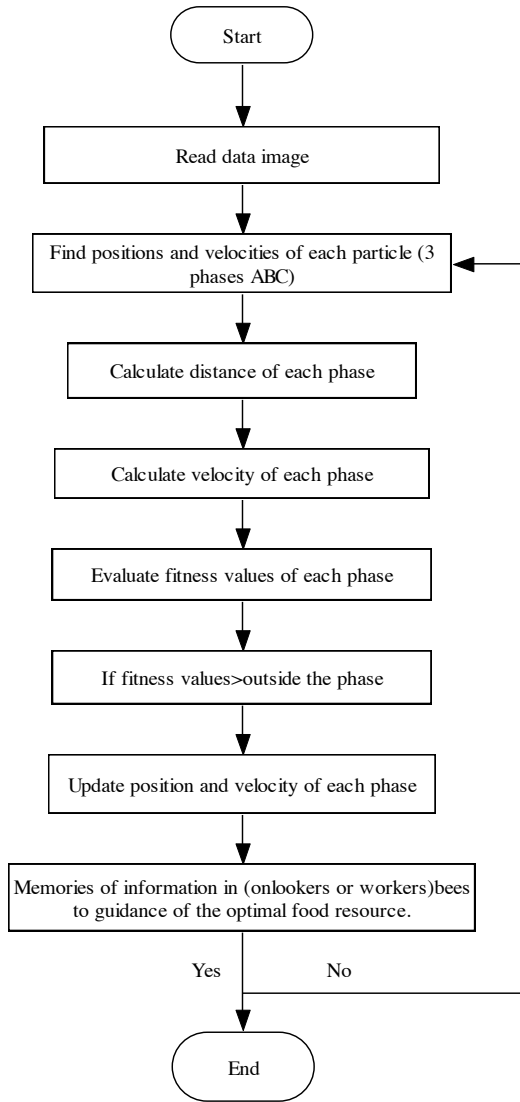 Start
Read data image
Find positions and velocities of each particle (3
phases ABC)
Calculate distance of each phase
Calculate velocity of each phase
Evaluate fitness values of each phase
If fitness values>outside the phase
Update position and velocity of each phase
Memories of information in (onlookers or workers)bees
to guidance of the optimal food resource.
Yes No
End